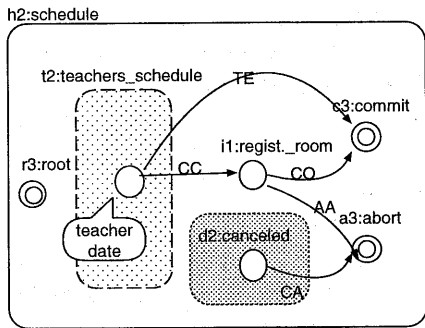 h2:schedule
t2:teachers_schedule
TE
c3:commit
i1:regist._room
r3:root
CC
CO
teacher
date
AA
a3:abort
d2:canceled
CA